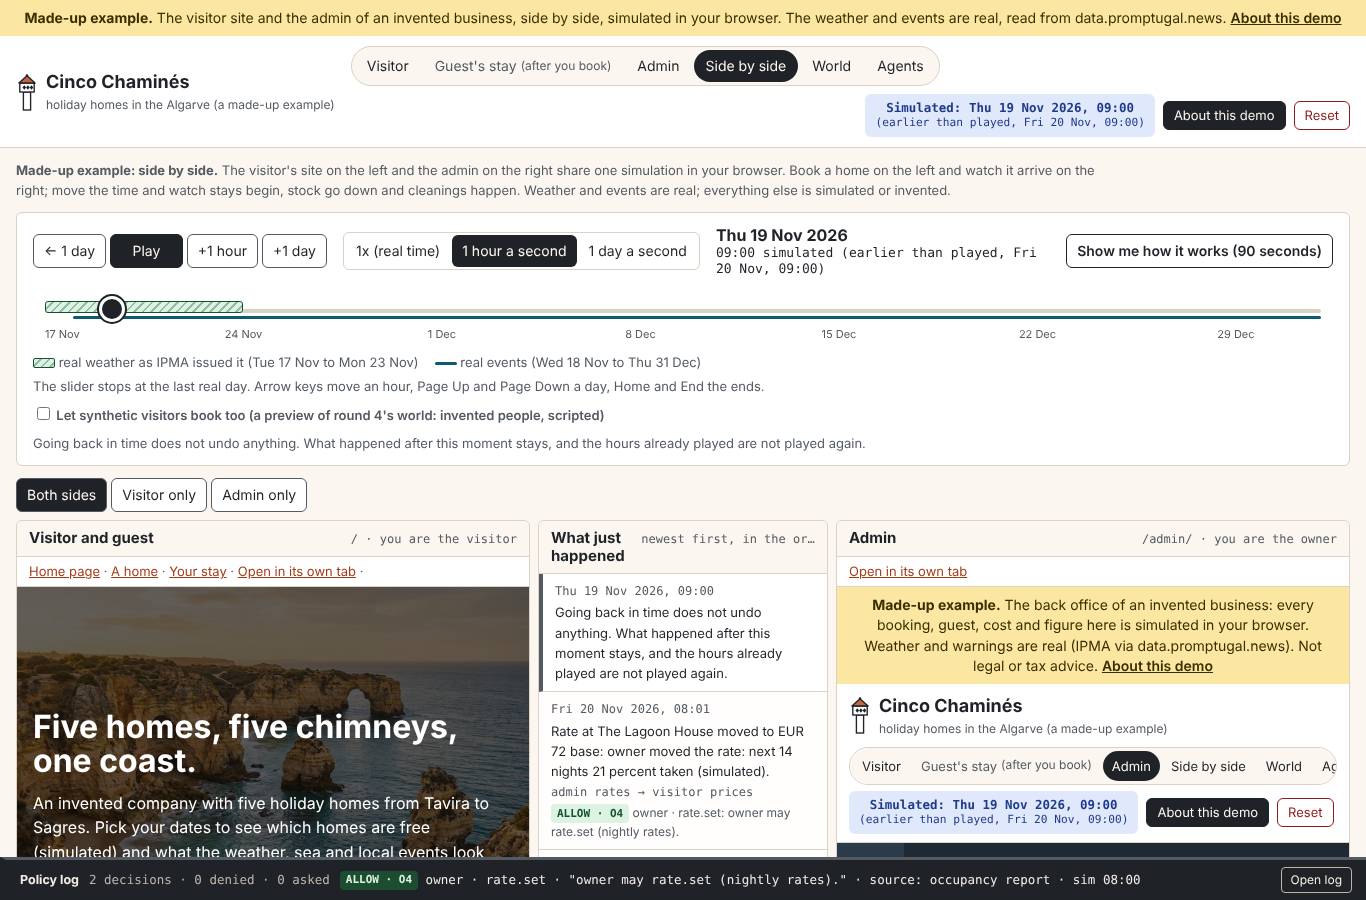 Made-up example. The visitor site and the admin of an invented business, side by side, simulated in your browser. The weather and events are real, read from data.promptugal.news. About this demo
Cinco Chaminés
holiday homes in the Algarve (a made-up example)
Visitor
Guest's stay (after you book)
Admin
Side by side
World
Agents
Simulated: Thu 19 Nov 2026, 09:00
(earlier than played, Fri 20 Nov, 09:00)
About this demo
Reset
Made-up example: side by side. The visitor's site on the left and the admin on the right share one simulation in your browser. Book a home on the left and watch it arrive on the
right; move the time and watch stays begin, stock go down and cleanings happen. Weather and events are real; everything else is simulated or invented.
← 1 day
Play
+1 hour
+1 day
1x (real time)
1 hour a second
1 day a second
Thu 19 Nov 2026
09:00 simulated (earlier than played, Fri
20 Nov, 09:00)
Show me how it works (90 seconds)
17 Nov
24 Nov
1 Dec
8 Dec
15 Dec
22 Dec
29 Dec
real weather as IPMA issued it (Tue 17 Nov to Mon 23 Nov)
real events (Wed 18 Nov to Thu 31 Dec)
The slider stops at the last real day. Arrow keys move an hour, Page Up and Page Down a day, Home and End the ends.
Let synthetic visitors book too (a preview of round 4's world: invented people, scripted)
Going back in time does not undo anything. What happened after this moment stays, and the hours already played are not played again.
Both sides
Visitor only
Admin only
Visitor and guest
/ · you are the visitor
Home page · A home · Your stay · Open in its own tab ·
Five homes, five chimneys,
one coast.
An invented company with five holiday homes from Tavira to
Sagres. Pick your dates to see which homes are free
(simulated) and what the weather, sea and local events look
What just
happened
newest first, in the or…
Thu 19 Nov 2026, 09:00
Going back in time does not undo
anything. What happened after this
moment stays, and the hours already
played are not played again.
Fri 20 Nov 2026, 08:01
Rate at The Lagoon House moved to EUR
72 base: owner moved the rate: next 14
nights 21 percent taken (simulated).
admin rates → visitor prices
ALLOW · O4 owner · rate.set: owner may
rate.set (nightly rates).
Admin
/admin/ · you are the owner
Open in its own tab
Made-up example. The back office of an invented business: every
booking, guest, cost and figure here is simulated in your browser.
Weather and warnings are real (IPMA via data.promptugal.news). Not
legal or tax advice. About this demo
Cinco Chaminés
holiday homes in the Algarve (a made-up example)
Visitor
Guest's stay (after you book)
Admin
Side by side
World
Ag
Simulated: Thu 19 Nov 2026, 09:00
(earlier than played, Fri 20 Nov, 09:00)
About this demo
Reset
Policy log
2 decisions · 0 denied · 0 asked
ALLOW · O4
owner · rate.set · "owner may rate.set (nightly rates)." · source: occupancy report · sim 08:00
Open log